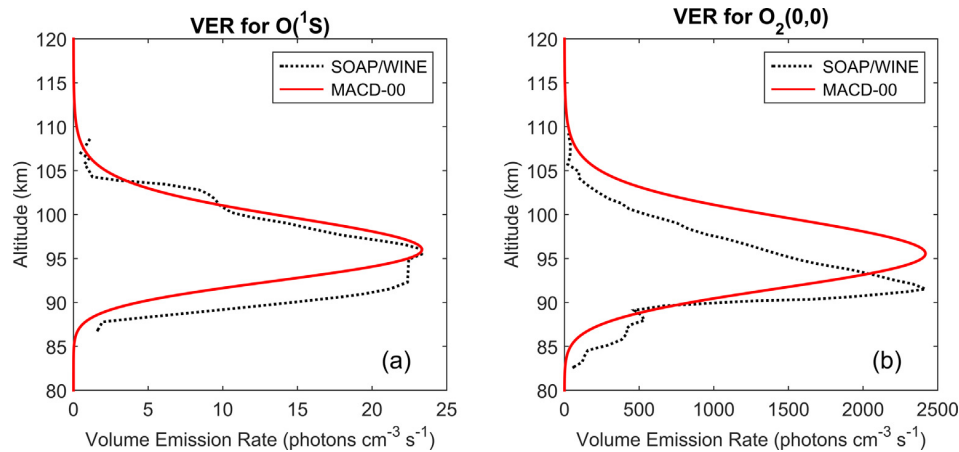 VER for O(¹S)
120
115
110
105
100
95
90
85
80
Altitude (km)
SOAP/WINE
MACD-00
(a)
0 5 10 15 20 25
Volume Emission Rate (photons cm⁻³ s⁻¹)
VER for O₂(0,0)
120
115
110
105
100
95
90
85
80
Altitude (km)
SOAP/WINE
MACD-00
(b)
0 500 1000 1500 2000 2500
Volume Emission Rate (photons cm⁻³ s⁻¹)